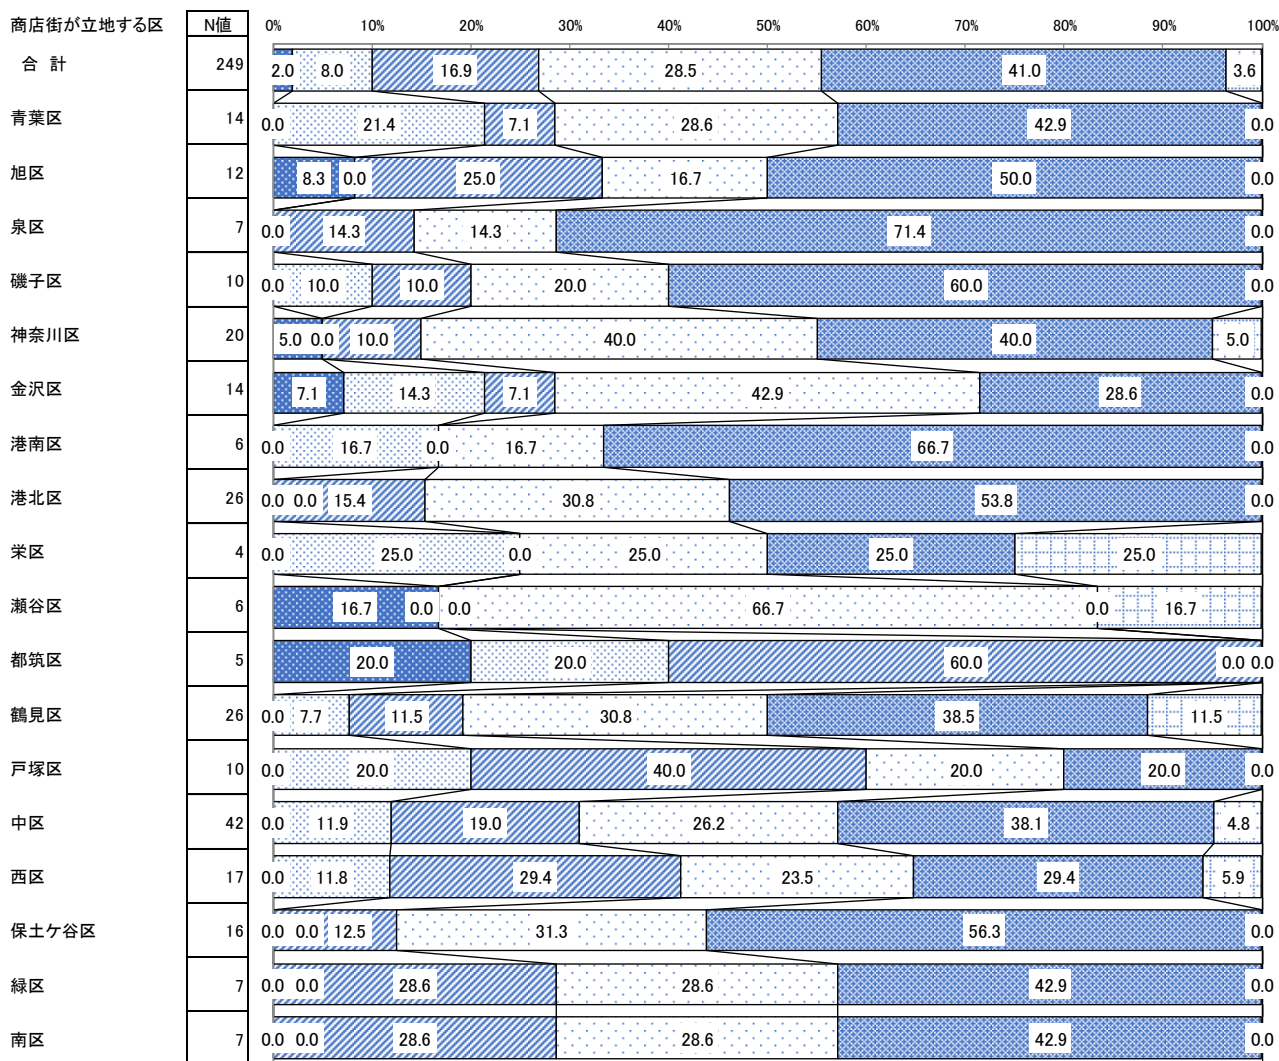 商店街が立地する区 N値 0% 10% 20% 30% 40% 50% 60% 70% 80% 90% 100%
合 計 249 2.0 8.0 16.9 28.5 41.0 3.6
青葉区 14 0.0 21.4 7.1 28.6 42.9 0.0
旭区 12 8.3 0.0 25.0 16.7 50.0 0.0
泉区 7 0.0 14.3 14.3 71.4 0.0
磯子区 10 0.0 10.0 10.0 20.0 60.0 0.0
神奈川区 20 5.0 0.0 10.0 40.0 40.0 5.0
金沢区 14 7.1 14.3 7.1 42.9 28.6 0.0
港南区 6 0.0 16.7 0.0 16.7 66.7 0.0
港北区 26 0.0 0.0 15.4 30.8 53.8 0.0
栄区 4 0.0 25.0 0.0 25.0 25.0 25.0
瀬谷区 6 16.7 0.0 0.0 66.7 0.0 16.7
都筑区 5 20.0 20.0 60.0 0.0 0.0
鶴見区 26 0.0 7.7 11.5 30.8 38.5 11.5
戸塚区 10 0.0 20.0 40.0 20.0 20.0 0.0
中区 42 0.0 11.9 19.0 26.2 38.1 4.8
西区 17 0.0 11.8 29.4 23.5 29.4 5.9
保土ケ谷区 16 0.0 0.0 12.5 31.3 56.3 0.0
緑区 7 0.0 0.0 28.6 28.6 42.9 0.0
南区 7 0.0 0.0 28.6 28.6 42.9 0.0